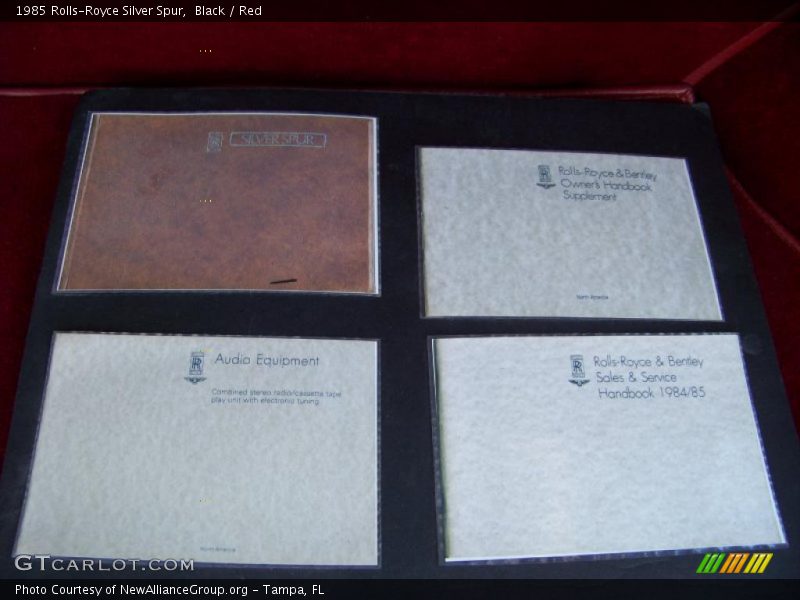 1985 Rolls-Royce Silver Spur,  Black / Red
SILVER SPUR
Rolls-Royce & Bentley
Owner's Handbook
Supplement
North America
Audio Equipment
Combined stereo radio/cassette tape
play unit with electronic tuning
North America
Rolls-Royce & Bentley
Sales & Service
Handbook 1984/85
GTCARLOT.COM
Photo Courtesy of NewAllianceGroup.org - Tampa, FL